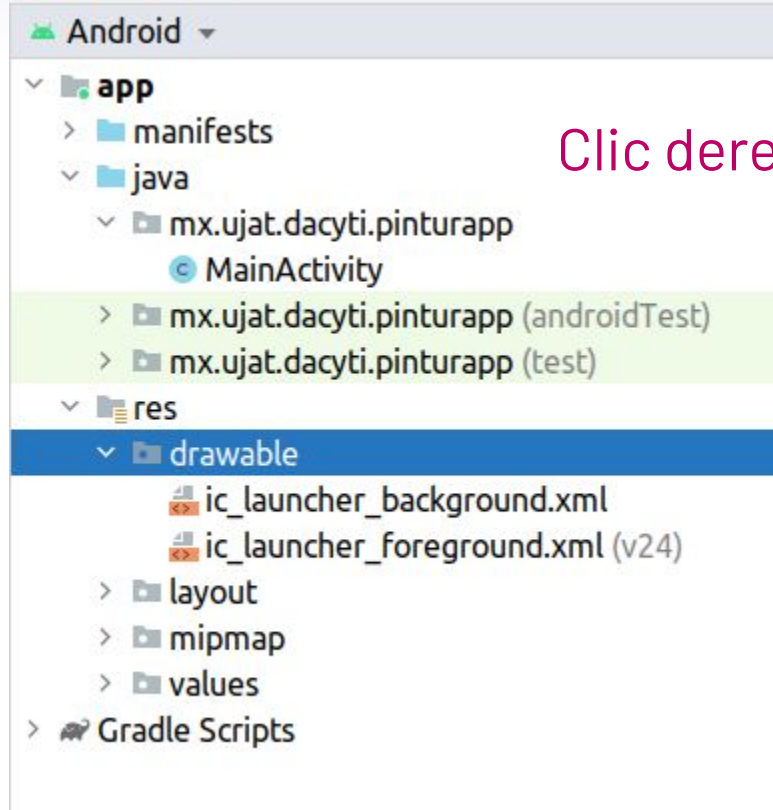 Android
app
manifests
Clic dere
java
mx.ujat.dacyti.pinturapp
MainActivity
mx.ujat.dacyti.pinturapp (androidTest)
mx.ujat.dacyti.pinturapp (test)
res
drawable
ic_launcher_background.xml
ic_launcher_foreground.xml (v24)
layout
mipmap
values
Gradle Scripts